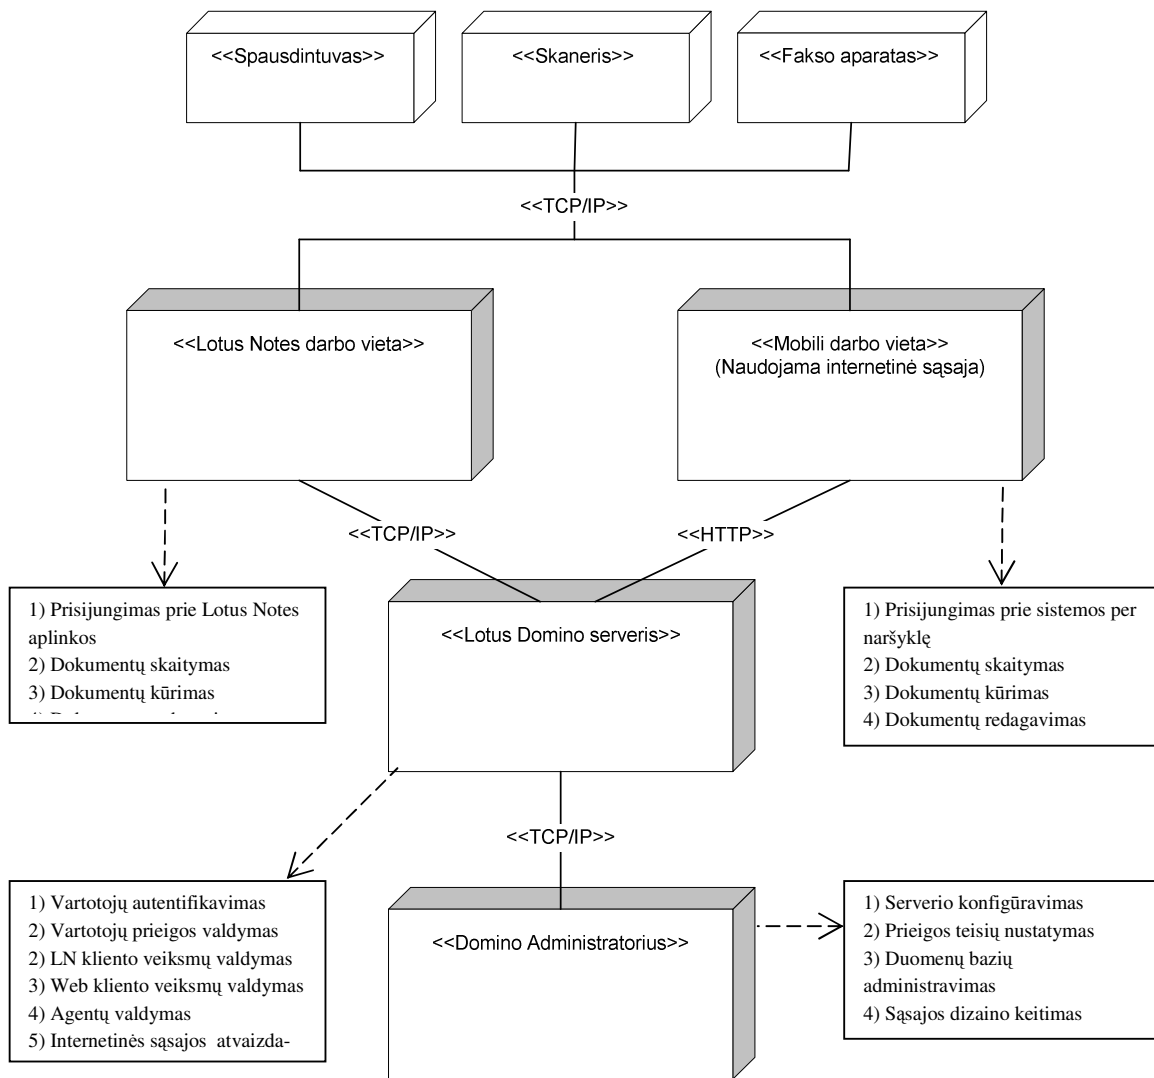 <<Spausdintuvas>>
<<Skaneris>>
<<Fakso aparatas>>
<<TCP/IP>>
<<Lotus Notes darbo vieta>>
<<Mobili darbo vieta>>
(Naudojama internetinė sąsaja)
<<TCP/IP>>
<<HTTP>>
1) Prisijungimas prie Lotus Notes
aplinkos
2) Dokumentų skaitymas
3) Dokumentų kūrimas
<<Lotus Domino serveris>>
1) Prisijungimas prie sistemos per
naršyklę
2) Dokumentų skaitymas
3) Dokumentų kūrimas
4) Dokumentų redagavimas
<<TCP/IP>>
1) Vartotojų autentifikavimas
2) Vartotojų prieigos valdymas
2) LN kliento veiksmų valdymas
3) Web kliento veiksmų valdymas
4) Agentų valdymas
5) Internetinės sąsajos atvaizda-
<<Domino Administratorius>>
1) Serverio konfigūravimas
2) Prieigos teisių nustatymas
3) Duomenų bazių
administravimas
4) Sąsajos dizaino keitimas